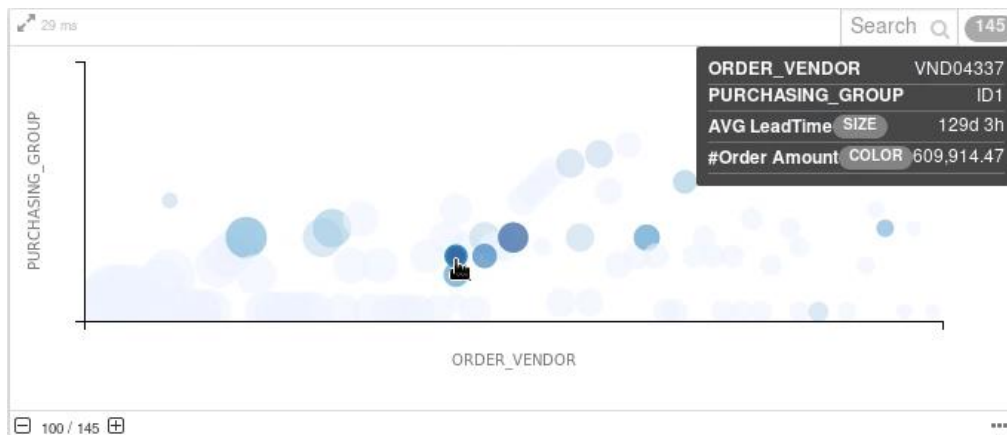 29 ms
Search
145
ORDER_VENDOR VND04337
PURCHASING_GROUP ID1
AVG LeadTime SIZE 129d 3h
#Order Amount COLOR 609,914.47
PURCHASING_GROUP
ORDER_VENDOR
100 / 145